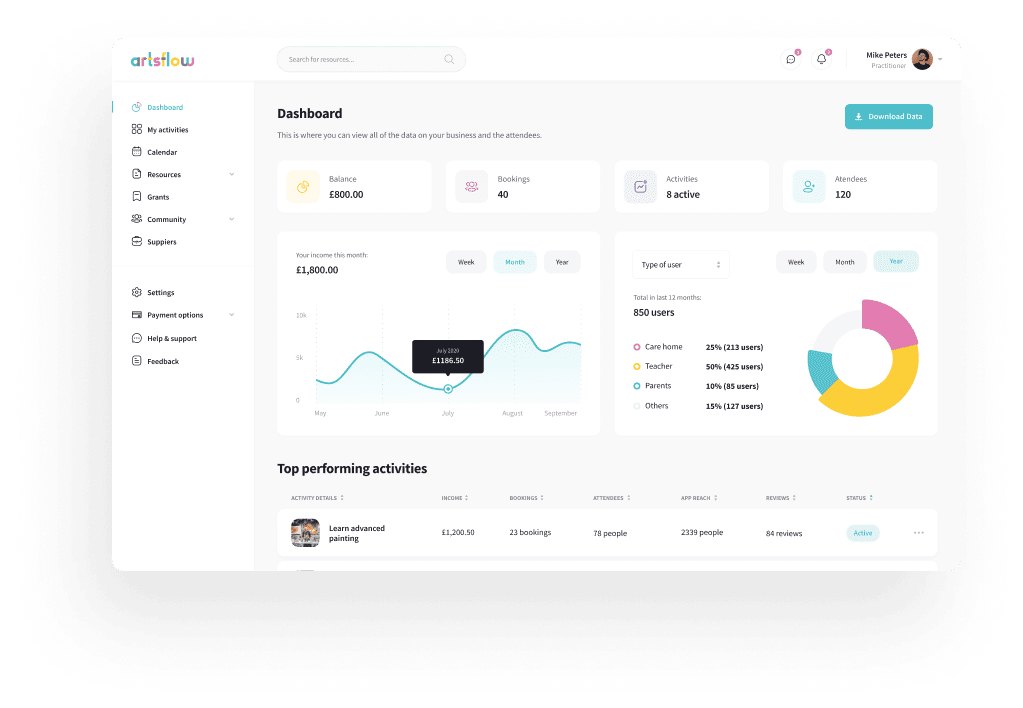 artsflow
Search for resources...
Mike Peters
Practitioner
Dashboard
My activities
Calendar
Resources
Grants
Community
Suppiers
Settings
Payment options
Help & support
Feedback
Dashboard
Download Data
This is where you can view all of the data on your business and the attendees.
Balance
£800.00
Bookings
40
Activities
8 active
Atendees
120
Your income this month:
£1,800.00
Week Month Year
10k
5k
0
July 2020
£1186.50
May June July August September
Type of user
Week Month Year
Total in last 12 months:
850 users
Care home 25% (213 users)
Teacher 50% (425 users)
Parents 10% (85 users)
Others 15% (127 users)
Top performing activities
ACTIVITY DETAILS INCOME BOOKINGS ATTENDEES APP REACH REVIEWS STATUS
Learn advanced
painting
£1,200.50 23 bookings 78 people 2339 people 84 reviews Active